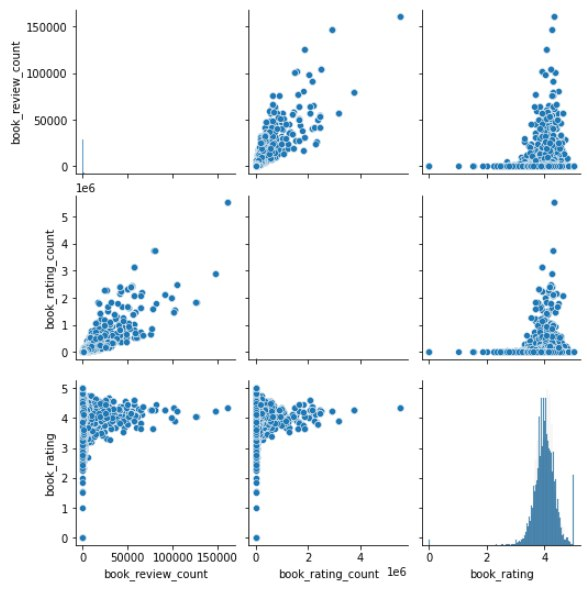 book_review_count
150000
100000
50000
0
1e6
book_rating_count
5
4
3
2
1
0
book_rating
5
4
3
2
1
0
0 50000 100000 150000
book_review_count
0 2 4
book_rating_count 1e6
0 2 4
book_rating